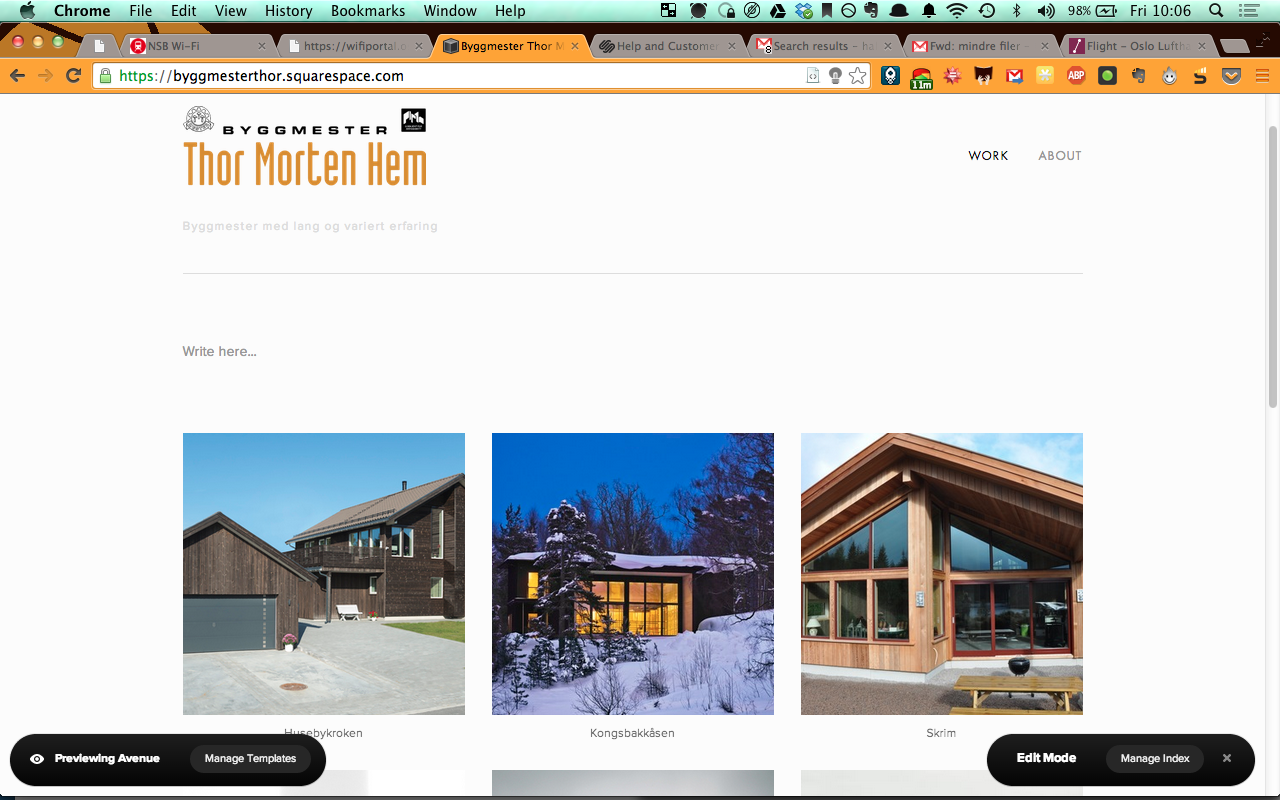 Chrome File Edit View History Bookmarks Window Help 98% Fri 10:06
NSB Wi-Fi https://wifiportal. Byggmester Thor M Help and Customer Search results – ha Fwd: mindre filer – Flight – Oslo Lufth
https://byggmesterthor.squarespace.com 11m ABP
BYGGMESTER
Thor Morten Hem
WORK ABOUT
Byggmester med lang og variert erfaring
Write here...
Husebykroken Kongsbakkåsen Skrim
Previewing Avenue Manage Templates Edit Mode Manage Index